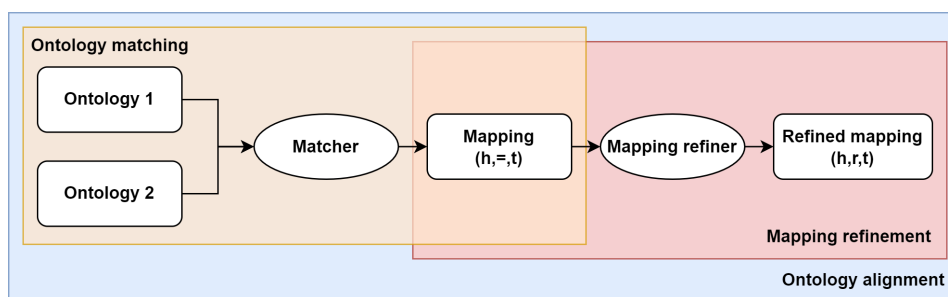 Ontology matching
Ontology 1
Ontology 2
Matcher
Mapping
(h,=,t)
Mapping refiner
Refined mapping
(h,r,t)
Mapping refinement
Ontology alignment